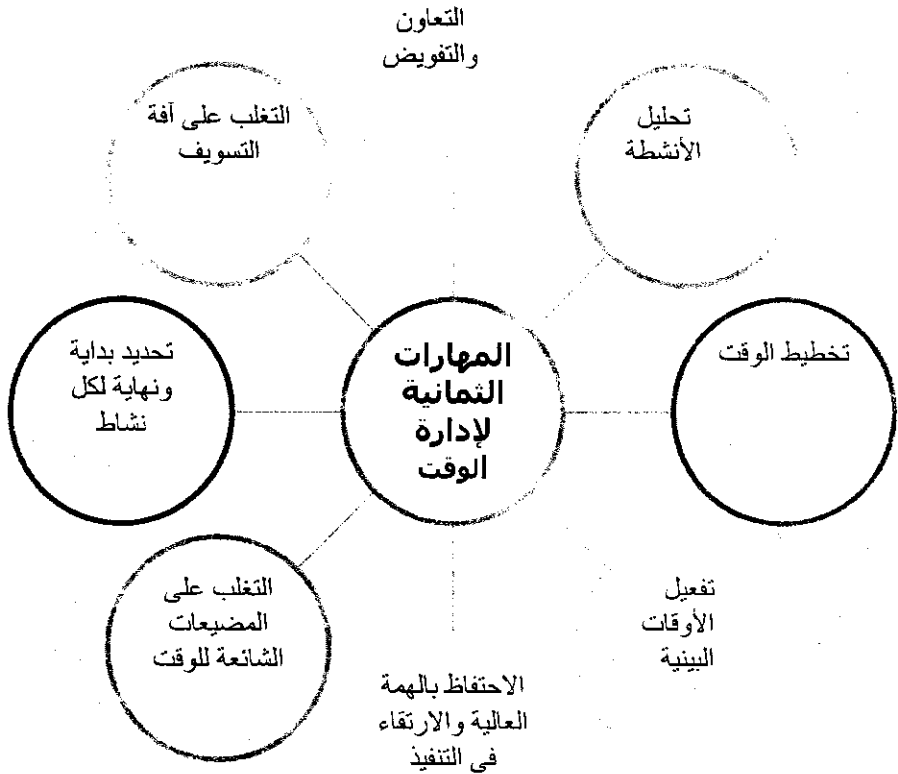 التعاون
والتفويض
تحليل
الأنشطة
التغلب على آفة
التسويف
تخطيط الوقت
المهارات
الثمانية
لإدارة
الوقت
تحديد بداية
ونهاية لكل
نشاط
تفعيل
الأوقات
البينية
التغلب على
المضيعات
الشائعة للوقت
الاحتفاظ بالهمة
العالية والارتقاء
فى التنفيذ